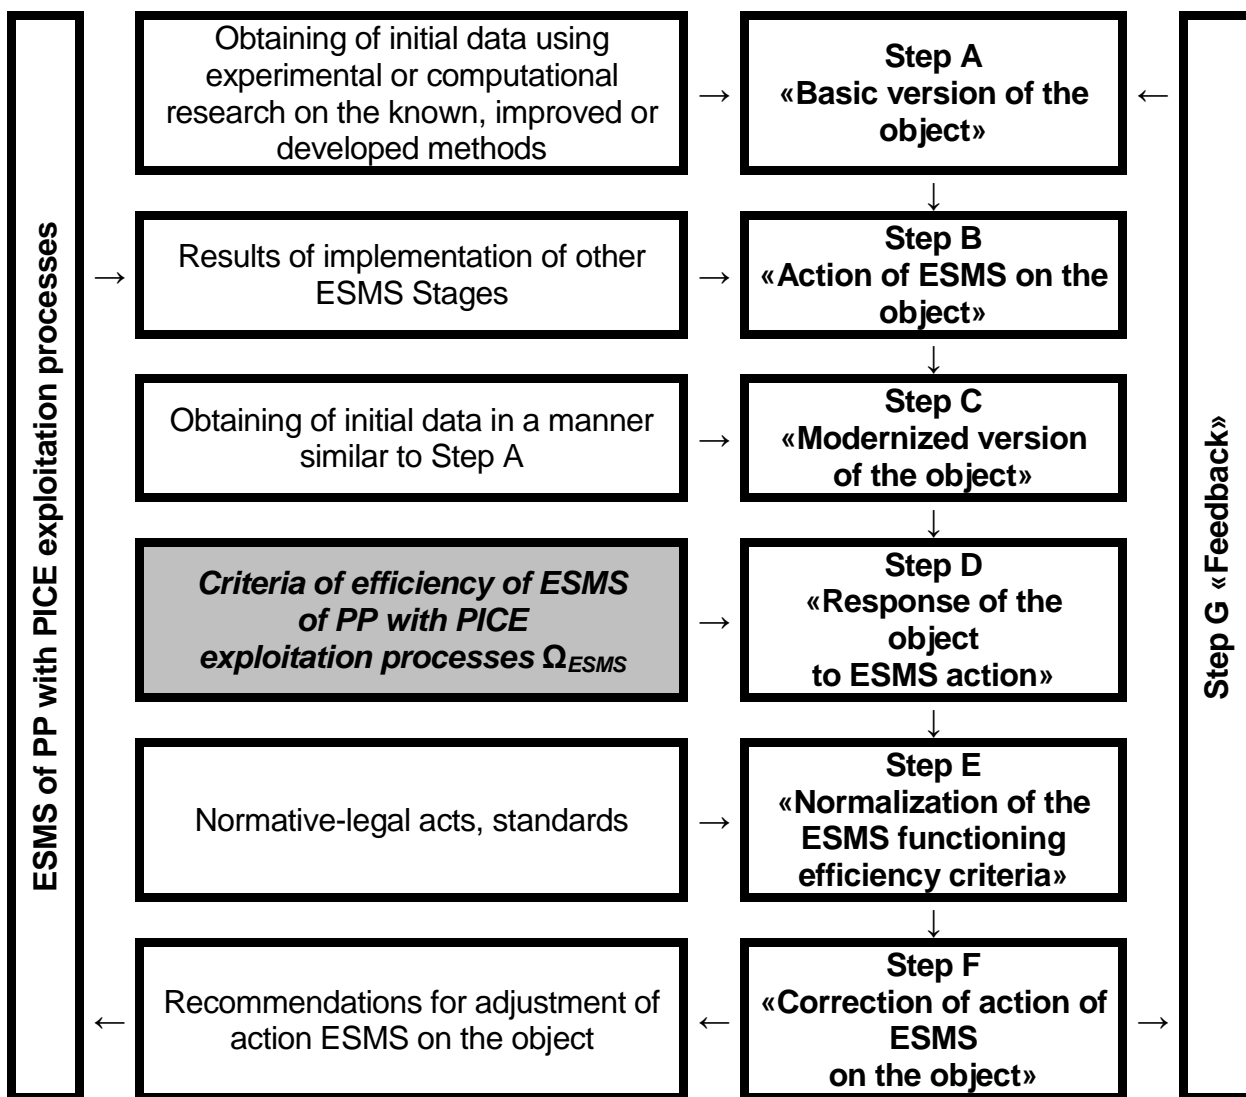 ESMS of PP with PICE exploitation processes
Obtaining of initial data using
experimental or computational
research on the known, improved or
developed methods
→
Step A
«Basic version of the
object»
←
↓
→
Results of implementation of other
ESMS Stages
→
Step B
«Action of ESMS on the
object»
↓
Obtaining of initial data in a manner
similar to Step A
→
Step C
«Modernized version
of the object»
↓
Criteria of efficiency of ESMS
of PP with PICE
exploitation processes Ω_ESMS
→
Step D
«Response of the
object
to ESMS action»
↓
Normative-legal acts, standards
→
Step E
«Normalization of the
ESMS functioning
efficiency criteria»
↓
←
Recommendations for adjustment of
action ESMS on the object
←
Step F
«Correction of action of
ESMS
on the object»
→
Step G «Feedback»